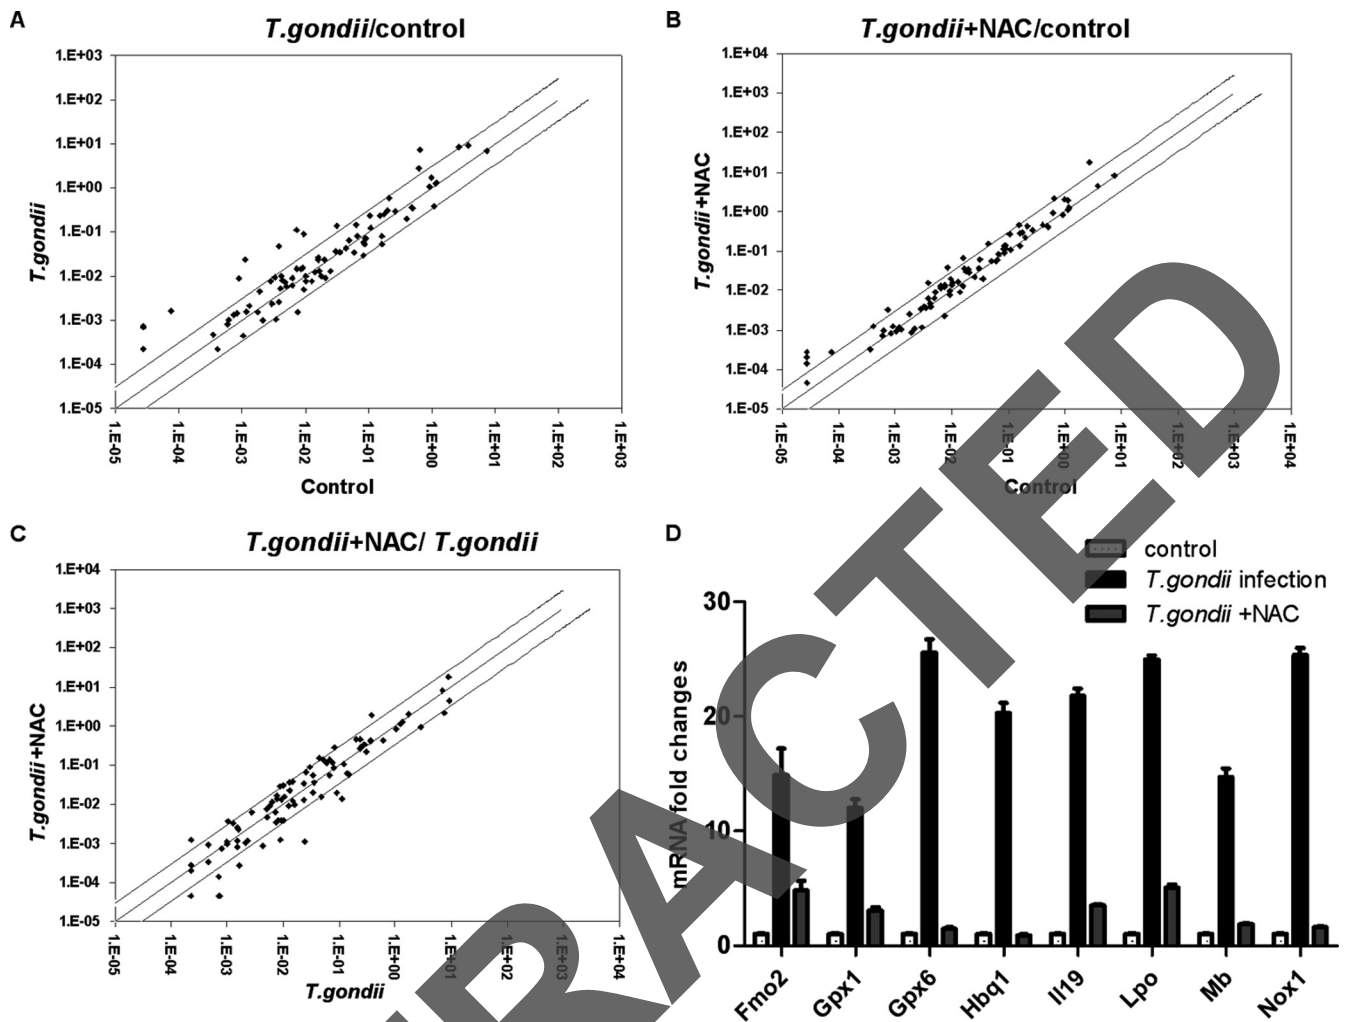 A
T.gondii/control
1.E+03
1.E+02
1.E+01
1.E+00
1.E-01
1.E-02
1.E-03
1.E-04
1.E-05
T.gondii
1.E-05
1.E-04
1.E-03
1.E-02
1.E-01
1.E+00
1.E+01
1.E+02
1.E+03
Control
B
T.gondii+NAC/control
1.E+04
1.E+03
1.E+02
1.E+01
1.E+00
1.E-01
1.E-02
1.E-03
1.E-04
1.E-05
T.gondii+NAC
1.E-05
1.E-04
1.E-03
1.E-02
1.E-01
1.E+00
1.E+01
1.E+02
1.E+03
1.E+04
Control
C
T.gondii+NAC/ T.gondii
1.E+04
1.E+03
1.E+02
1.E+01
1.E+00
1.E-01
1.E-02
1.E-03
1.E-04
1.E-05
T.gondii+NAC
1.E-05
1.E-04
1.E-03
1.E-02
1.E-01
1.E+00
1.E+01
1.E+02
1.E+03
1.E+04
T.gondii
D
control
T.gondii infection
T.gondii +NAC
30
20
10
0
mRNA fold changes
Fmo2
Gpx1
Gpx6
Hbq1
Il19
Lpo
Mb
Nox1
RACTED